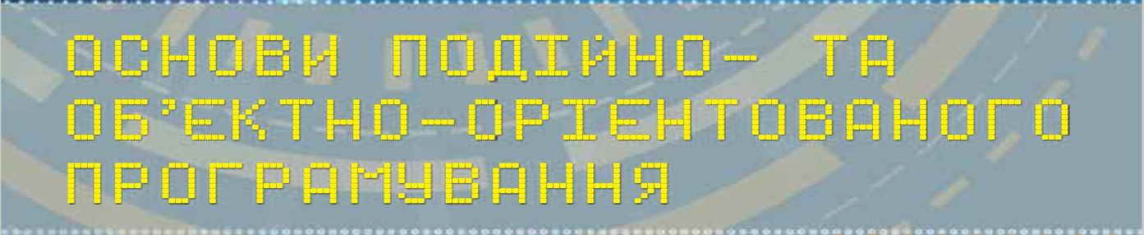 ОСНОВИ ПОДІЙНО- ТА
ОБ'ЄКТНО-ОРІЄНТОВАНОГО
ПРОГРАМУВАННЯ